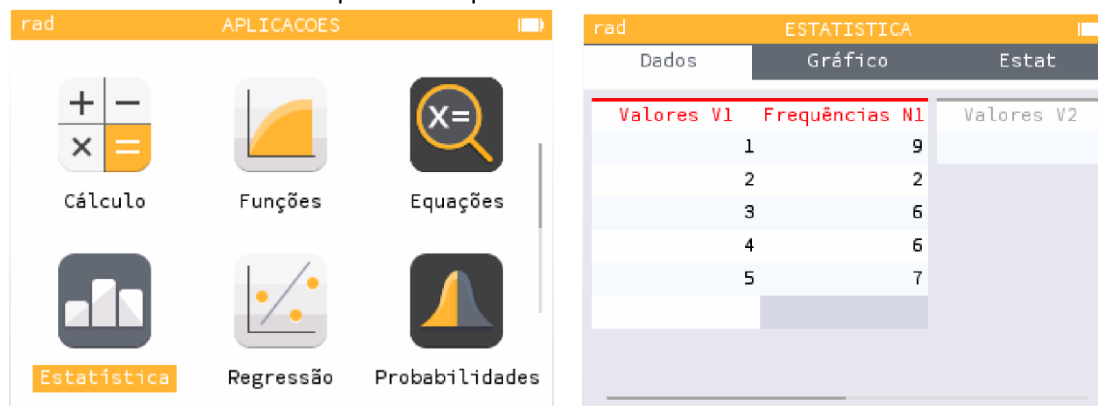 rad APLICACOES
+ −
× =
X=
Cálculo Funções Equações
Estatística Regressão Probabilidades
rad ESTATISTICA
Dados Gráfico Estat
Valores V1 Frequências N1 Valores V2
1 9
2 2
3 6
4 6
5 7